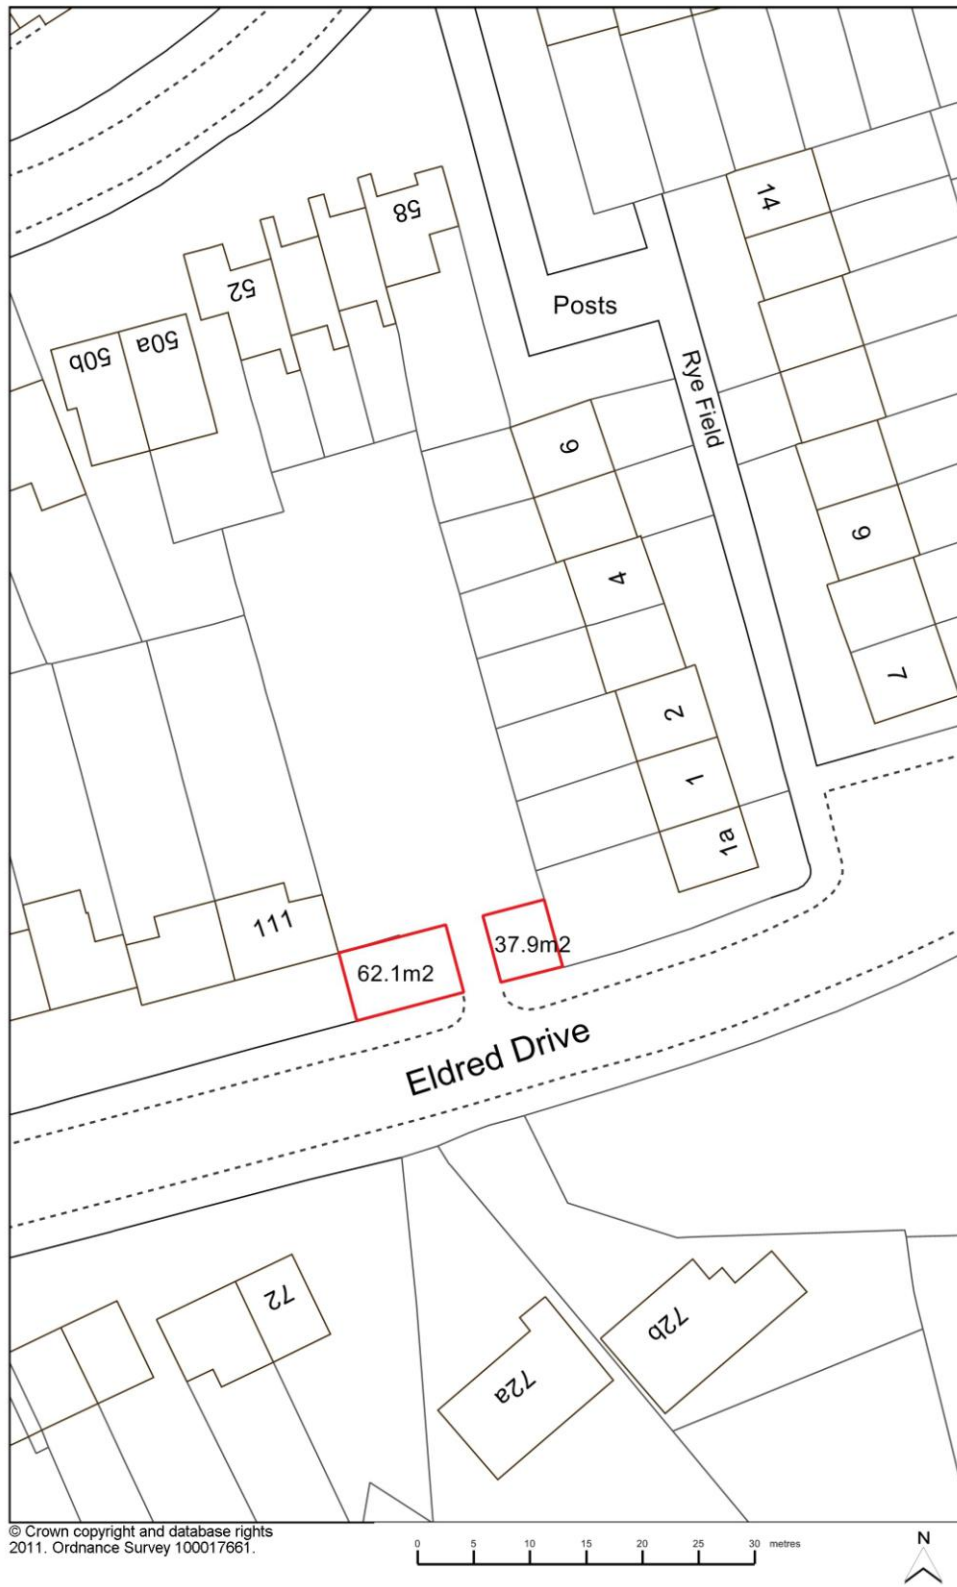 14
58
52
Posts
50a
50b
Rye Field
9
6
4
7
2
1
1a
111
37.9m2
62.1m2
Eldred Drive
72
72b
72a
© Crown copyright and database rights
2011. Ordnance Survey 100017661.
0 5 10 15 20 25 30 metres
N